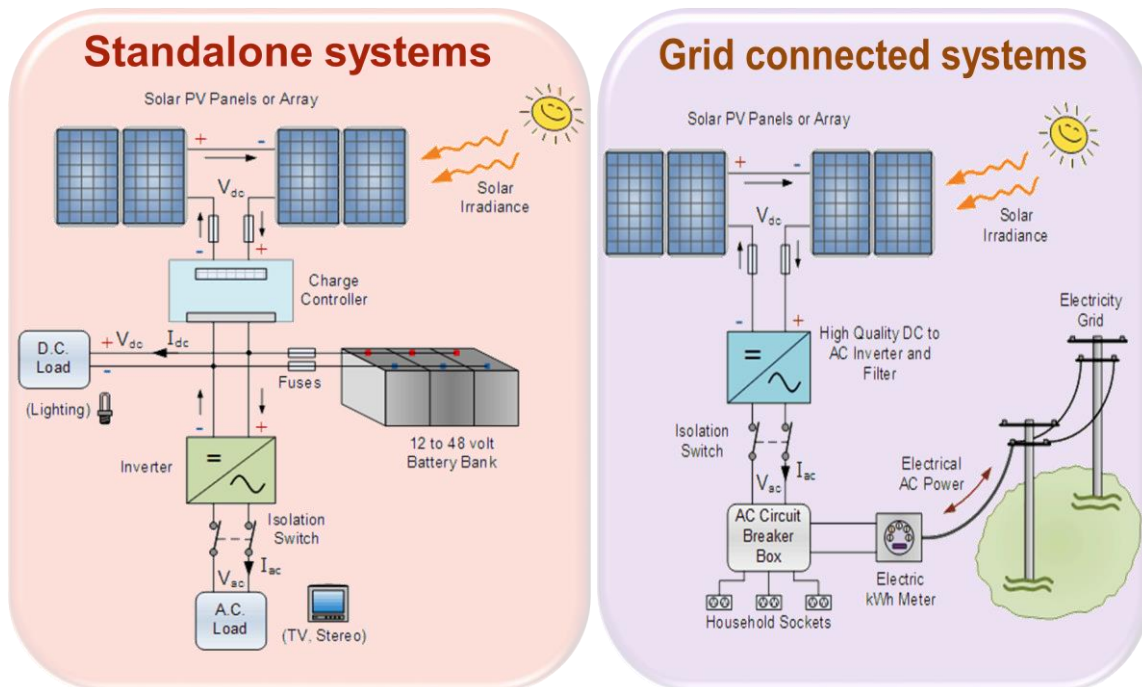 Standalone systems
Solar PV Panels or Array
+
-
Vdc
Solar
Irradiance
-
+
Charge
Controller
D.C.
Load
+
Vdc
Idc
-
(Lighting)
Fuses
12 to 48 volt
Battery Bank
-
+
Inverter
=
Isolation
Switch
Vac
Iac
A.C.
Load
(TV, Stereo)
Grid connected systems
Solar PV Panels or Array
+
-
Vdc
Solar
Irradiance
-
+
High Quality DC to
AC Inverter and
Filter
=
Electricity
Grid
Isolation
Switch
Vac
Iac
Electrical
AC Power
AC Circuit
Breaker
Box
Electric
kWh Meter
Household Sockets